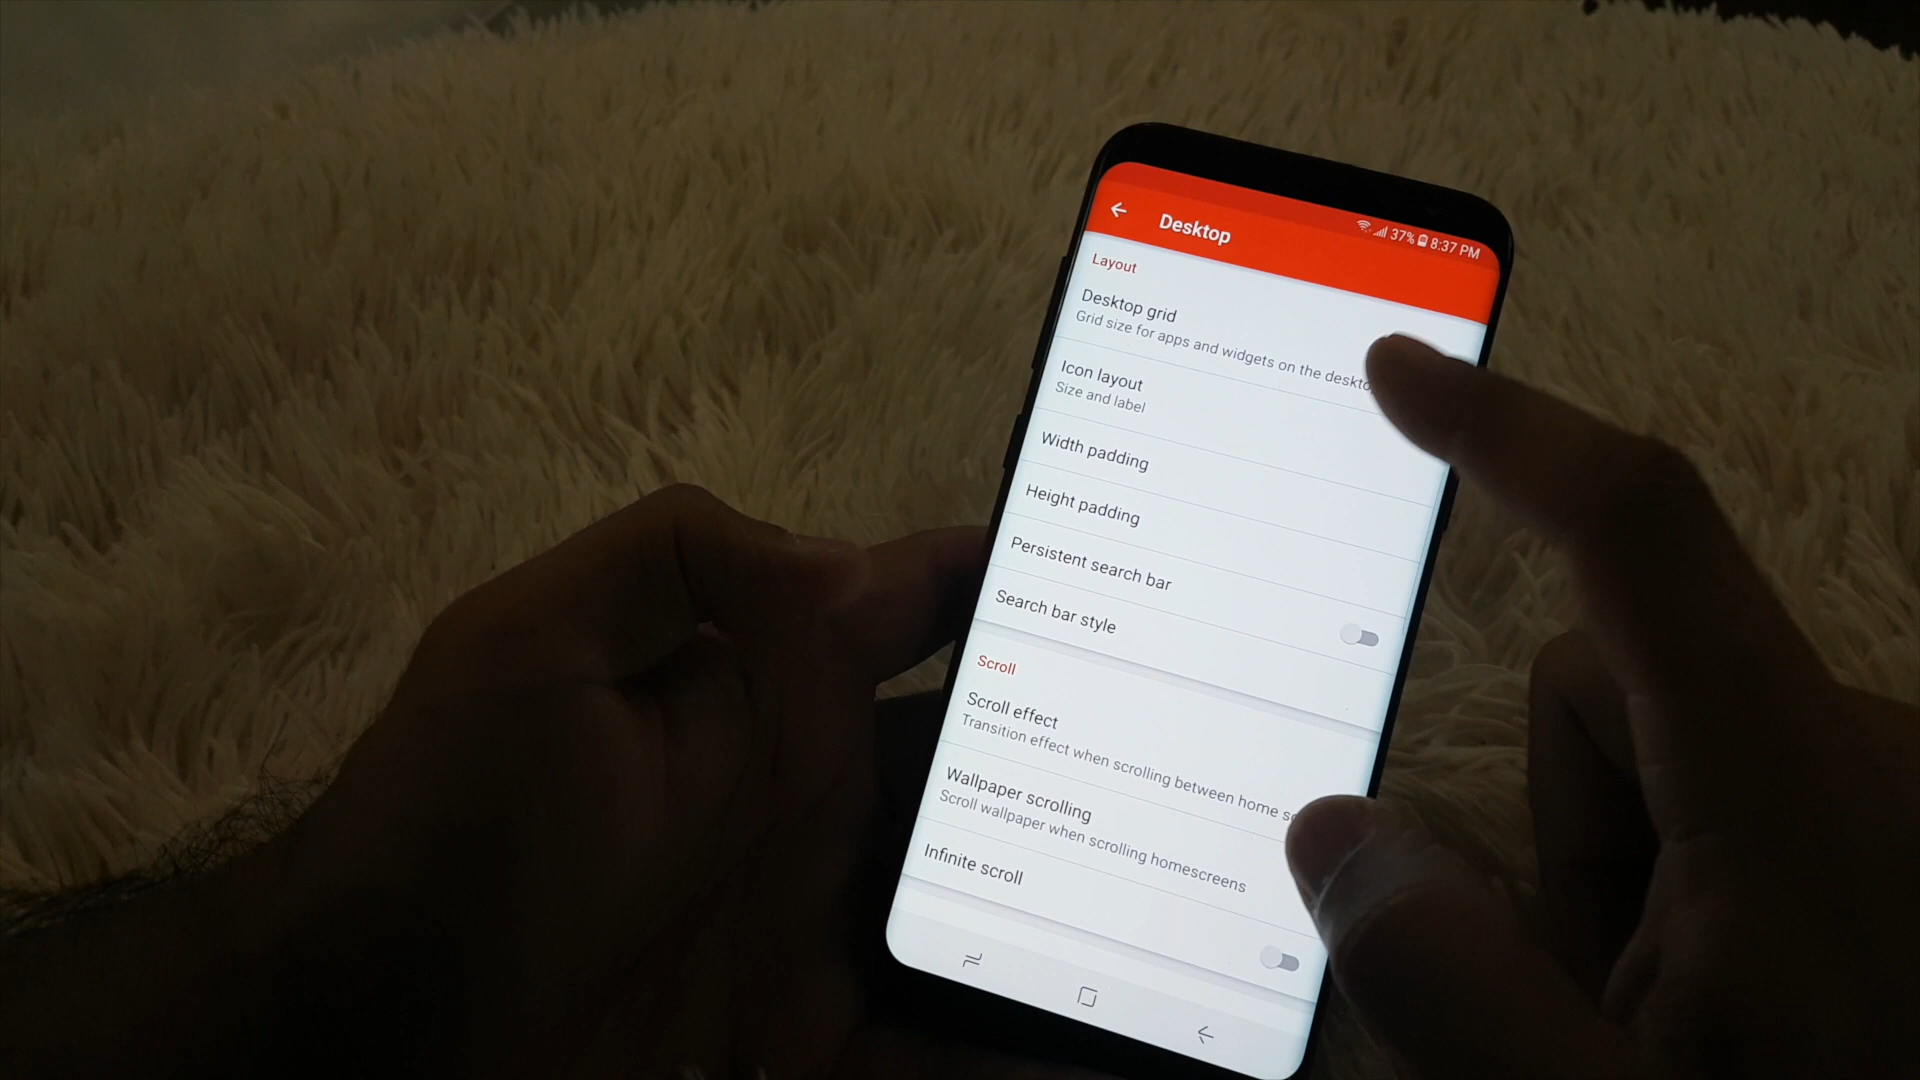 37% 8:37 PM
Desktop
Layout
Desktop grid
Grid size for apps and widgets on the
Icon layout
Size and label
Width padding
Height padding
Persistent search bar
Search bar style
Scroll
Scroll effect
Transition effect when scrolling between home
Wallpaper scrolling
Scroll wallpaper when scrolling homescreens
Infinite scroll